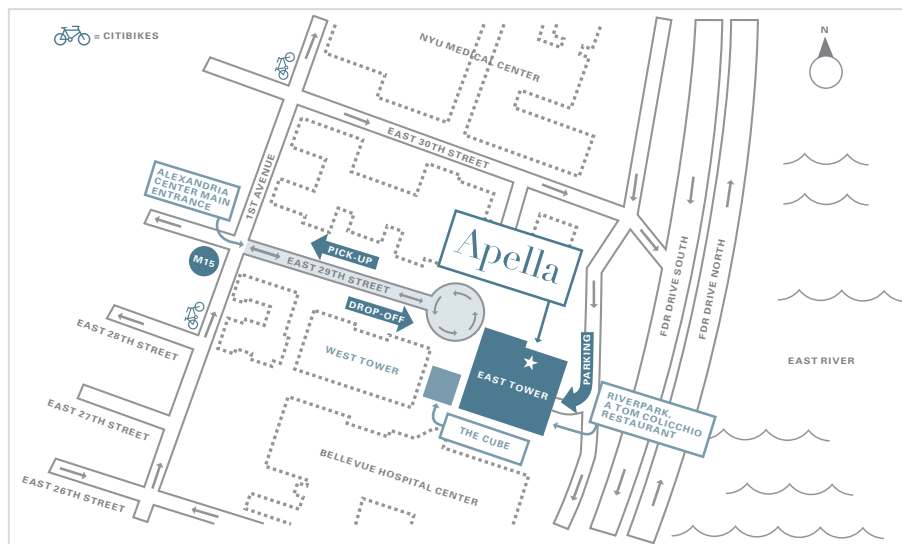 = CITIBIKES
NYU MEDICAL CENTER
N
EAST 30TH STREET
1ST AVENUE
ALEXANDRIA
CENTER MAIN
ENTRANCE
M15
PICK-UP
EAST 29TH STREET
DROP-OFF
Apella
FDR DRIVE SOUTH
FDR DRIVE NORTH
EAST RIVER
EAST 28TH STREET
WEST TOWER
EAST TOWER
PARKING
RIVERPARK,
A TOM COLICCHIO
RESTAURANT
THE CUBE
EAST 27TH STREET
BELLEVUE HOSPITAL CENTER
EAST 26TH STREET